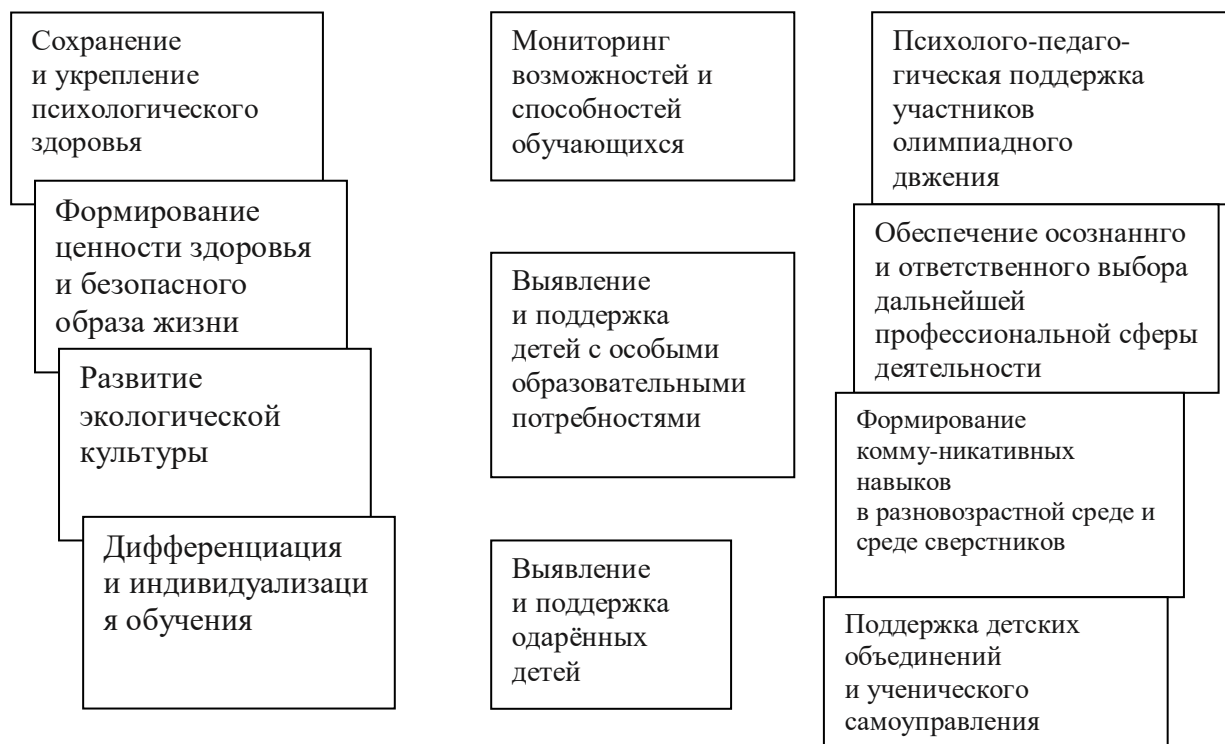 Сохранение
и укрепление
психологического
здоровья
Формирование
ценности здоровья
и безопасного
образа жизни
Развитие
экологической
культуры
Дифференциация
и индивидуализаци
я обучения
Мониторинг
возможностей и
способностей
обучающихся
Выявление
и поддержка
детей с особыми
образовательными
потребностями
Выявление
и поддержка
одарённых
детей
Психолого-педаго-
гическая поддержка
участников
олимпиадного
двжения
Обеспечение осознаннго
и ответственного выбора
дальнейшей
профессиональной сферы
деятельности
Формирование
комму-никативных
навыков
в разновозрастной среде и
среде сверстников
Поддержка детских
объединений
и ученического
самоуправления